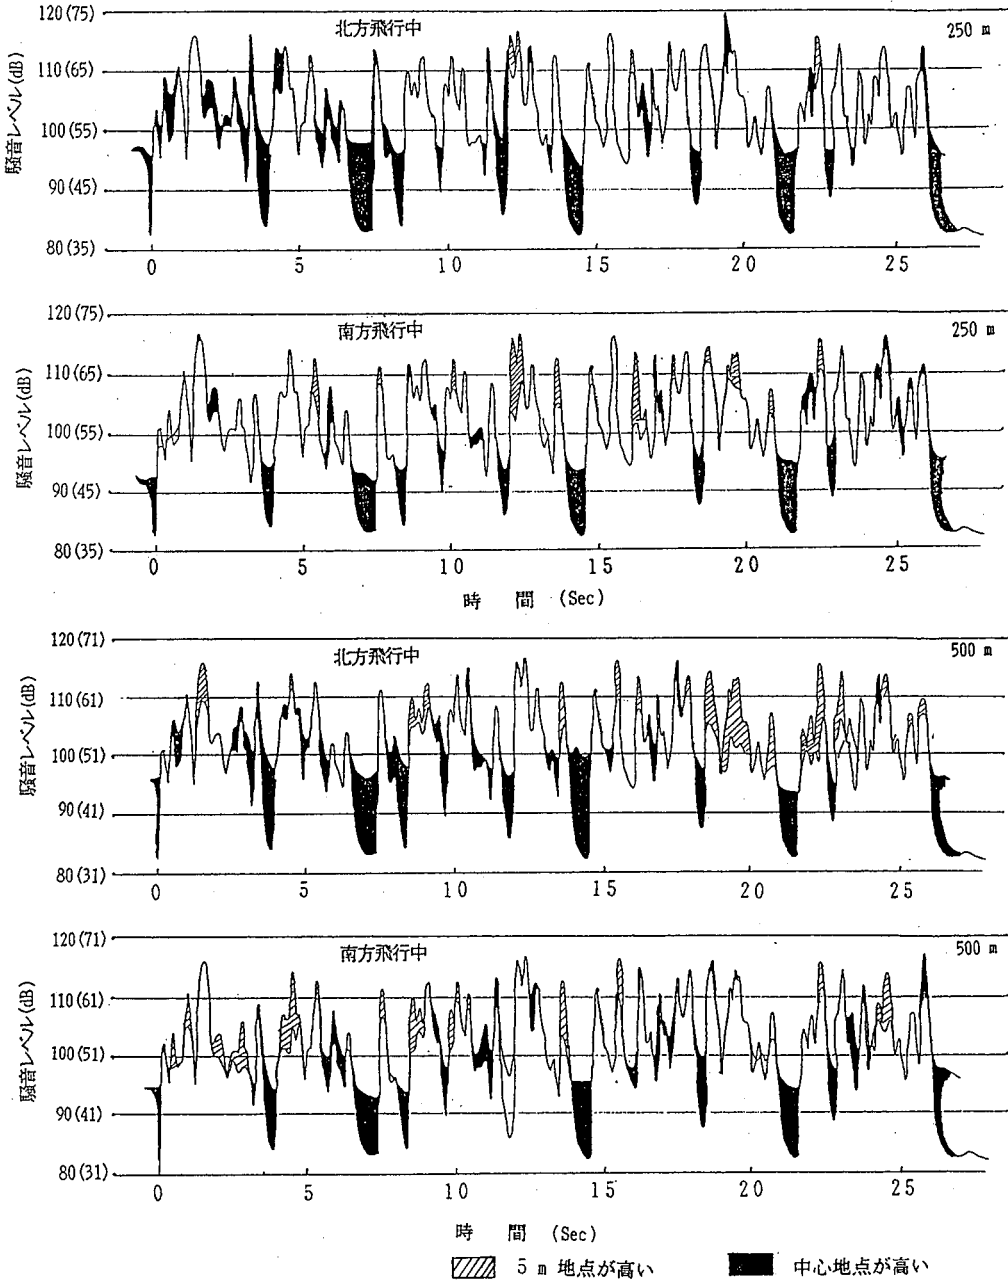 120(75)
北方飛行中
250 m
110(65)
騒音レベル(dB)
100(55)
90(45)
80(35)
0 5 10 15 20 25
120(75)
南方飛行中
250 m
110(65)
騒音レベル(dB)
100(55)
90(45)
80(35)
0 5 10 15 20 25
時 間 (Sec)
120(71)
北方飛行中
500 m
110(61)
騒音レベル(dB)
100(51)
90(41)
80(31)
0 5 10 15 20 25
120(71)
南方飛行中
500 m
110(61)
騒音レベル(dB)
100(51)
90(41)
80(31)
0 5 10 15 20 25
時 間 (Sec)
5 m 地点が高い
中心地点が高い